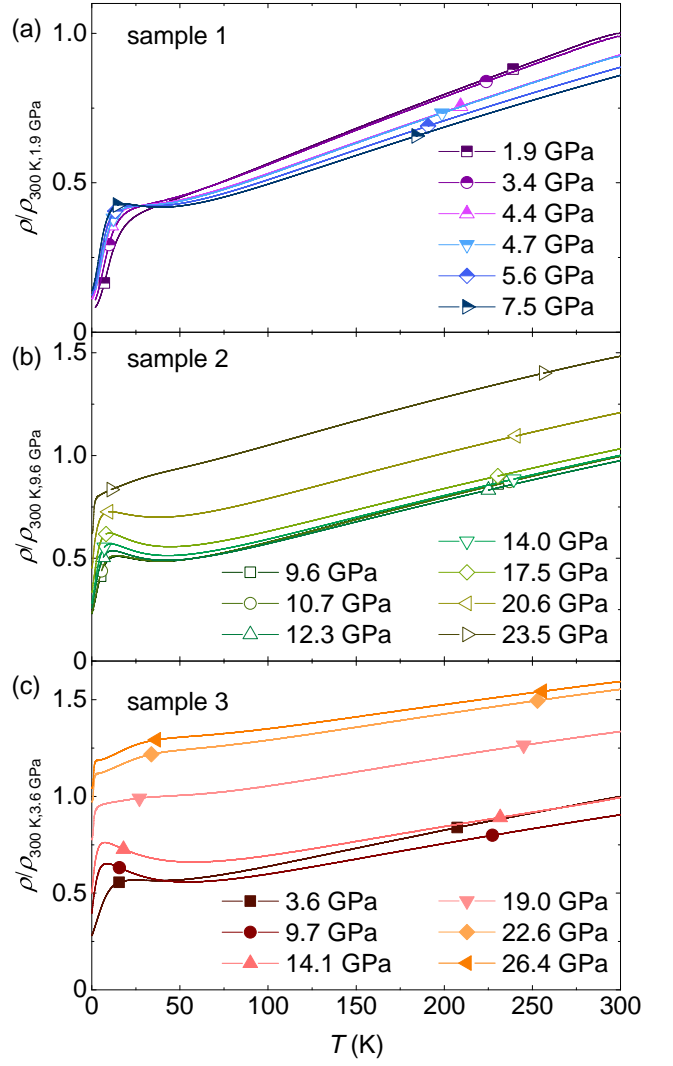 (a)
sample 1
1.0
0.5
0
ρ/ρ300 K,1.9 GPa
1.9 GPa
3.4 GPa
4.4 GPa
4.7 GPa
5.6 GPa
7.5 GPa
(b)
sample 2
1.5
1.0
0.5
0
ρ/ρ300 K,9.6 GPa
9.6 GPa
10.7 GPa
12.3 GPa
14.0 GPa
17.5 GPa
20.6 GPa
23.5 GPa
(c)
sample 3
1.5
1.0
0.5
0.0
ρ/ρ300 K,3.6 GPa
3.6 GPa
9.7 GPa
14.1 GPa
19.0 GPa
22.6 GPa
26.4 GPa
0 50 100 150 200 250 300
T (K)